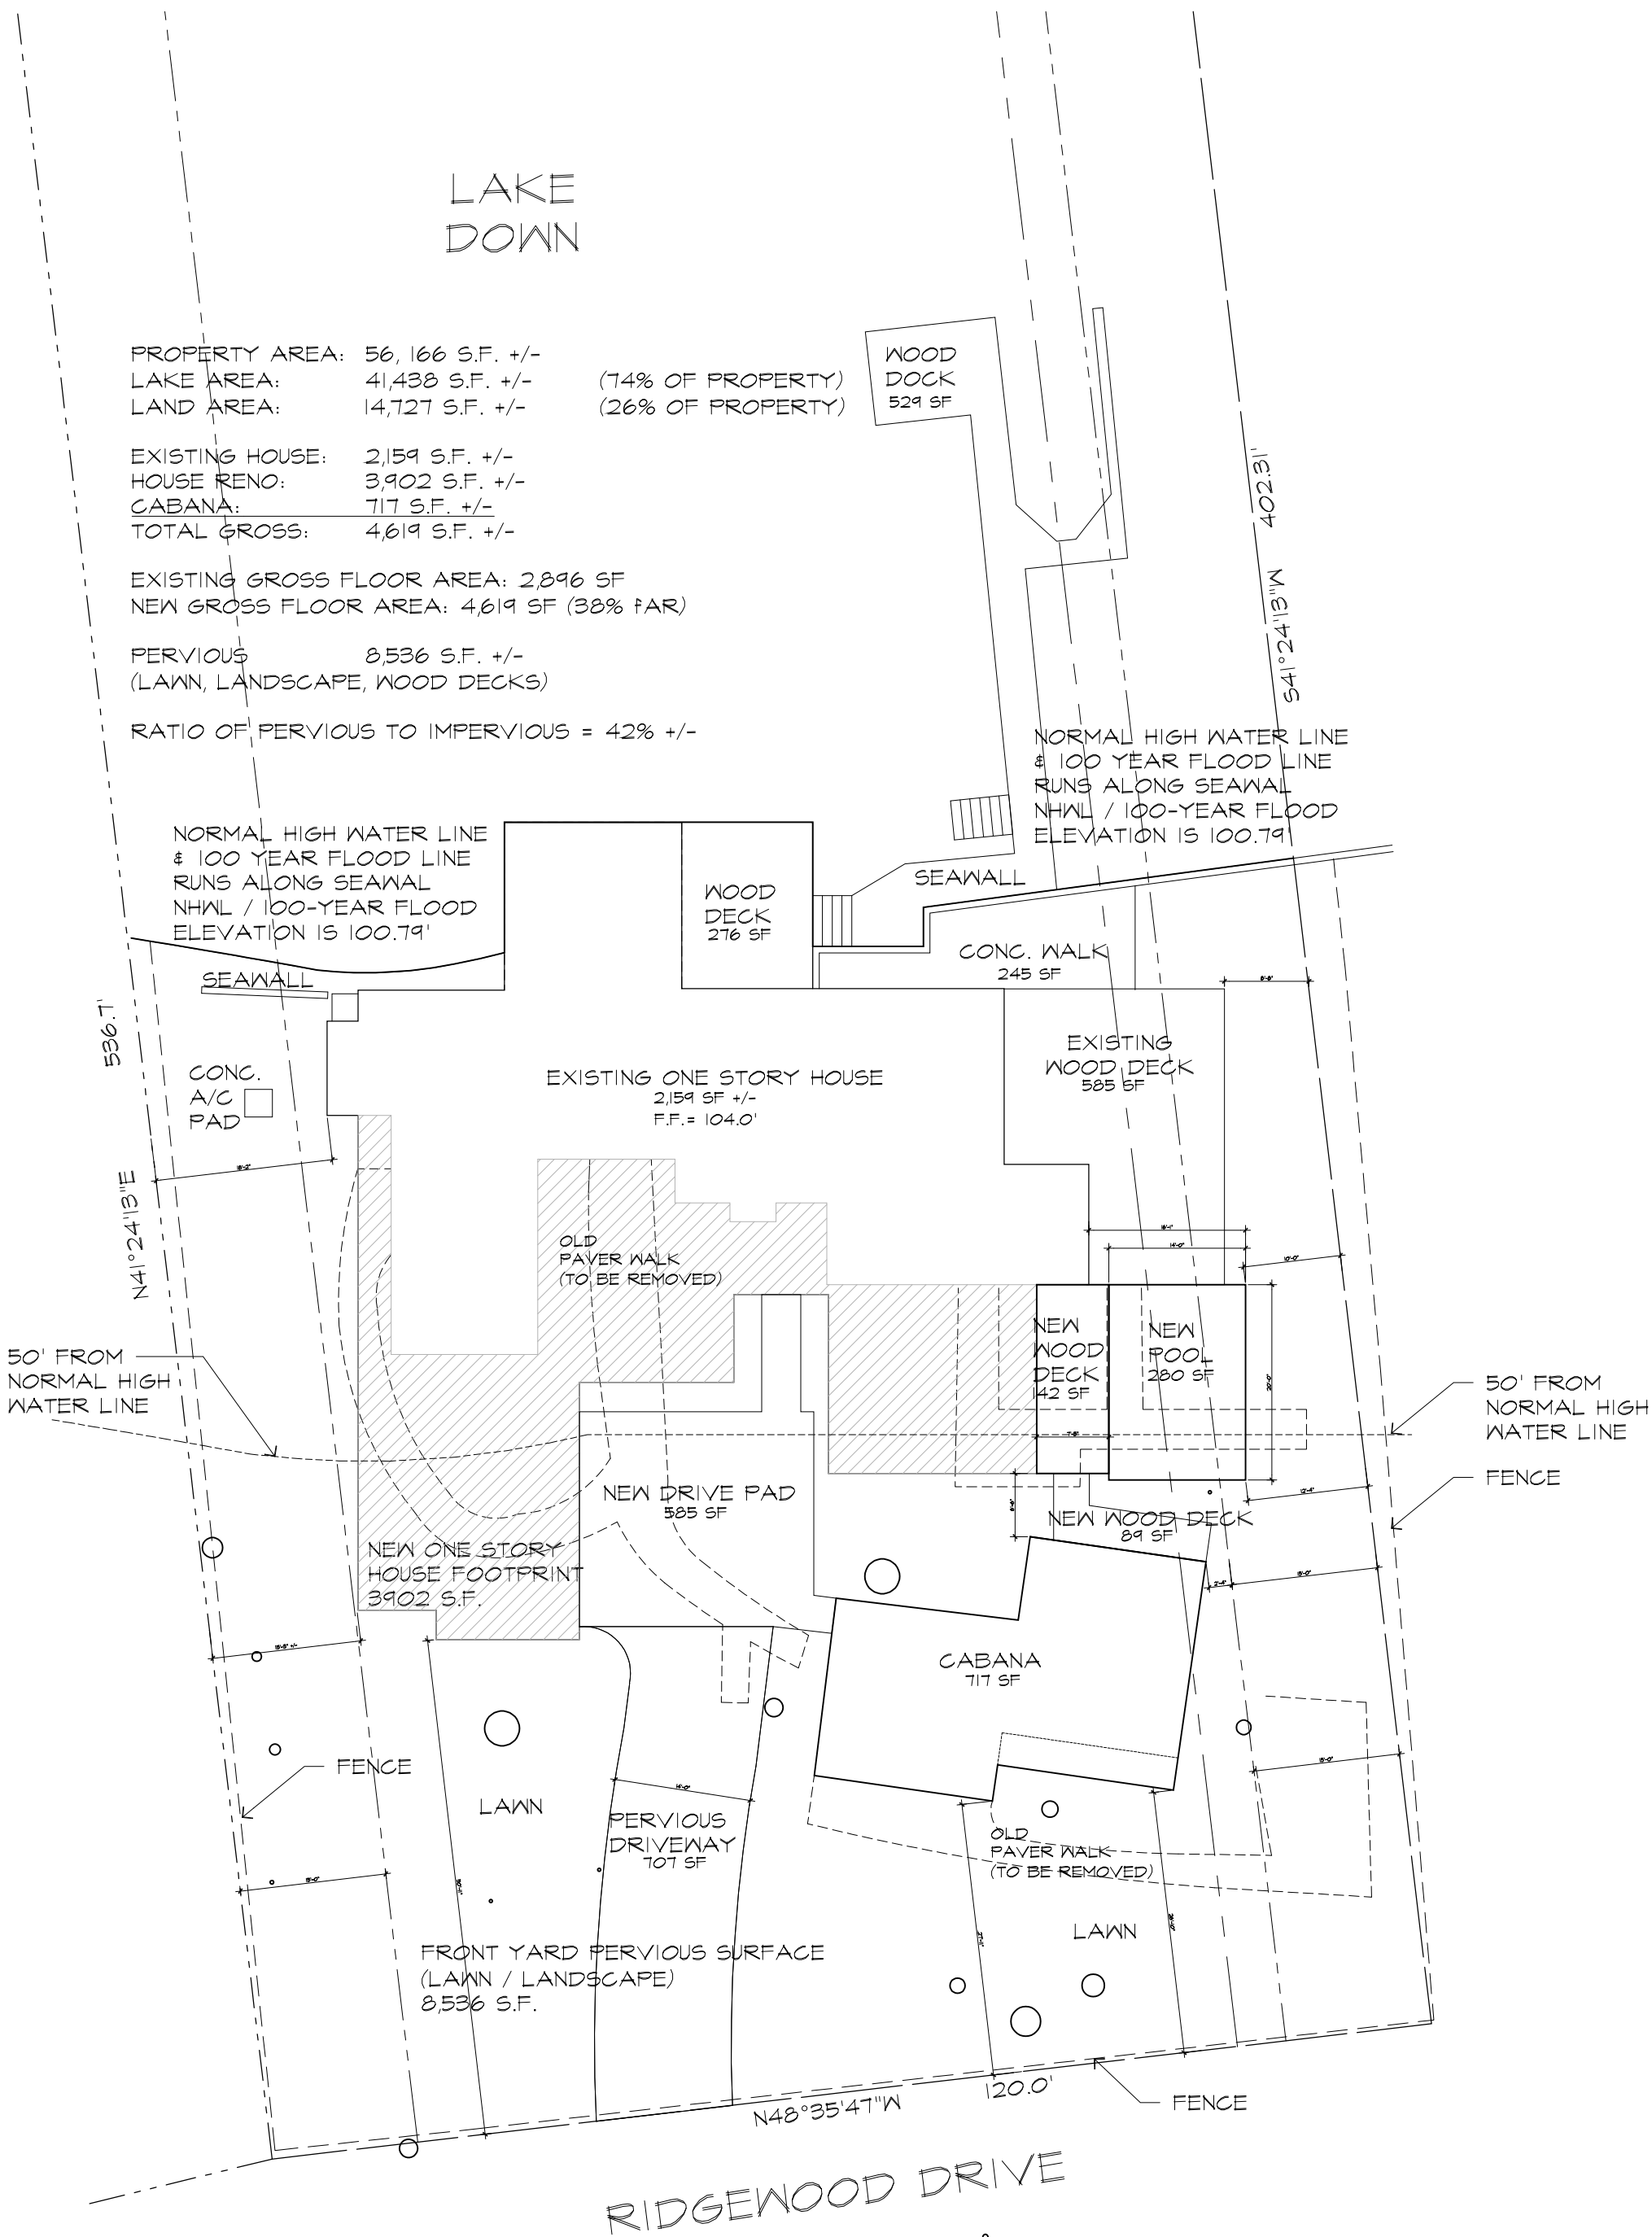 LAKE
DOWN
PROPERTY AREA: 56,166 S.F. +/-
LAKE AREA: 41,438 S.F. +/- (74% OF PROPERTY)
LAND AREA: 14,727 S.F. +/- (26% OF PROPERTY)
EXISTING HOUSE: 2,159 S.F. +/-
HOUSE RENO: 3,902 S.F. +/-
CABANA: 717 S.F. +/-
TOTAL GROSS: 4,619 S.F. +/-
EXISTING GROSS FLOOR AREA: 2,896 SF
NEW GROSS FLOOR AREA: 4,619 SF (38% FAR)
PERVIOUS 8,536 S.F. +/-
(LAWN, LANDSCAPE, WOOD DECKS)
RATIO OF PERVIOUS TO IMPERVIOUS = 42% +/-
WOOD
DOCK
529 SF
402.31'
S41°24'13"W
NORMAL HIGH WATER LINE
& 100 YEAR FLOOD LINE
RUNS ALONG SEAWAL
NHWL / 100-YEAR FLOOD
ELEVATION IS 100.79'
NORMAL HIGH WATER LINE
& 100 YEAR FLOOD LINE
RUNS ALONG SEAWAL
NHWL / 100-YEAR FLOOD
ELEVATION IS 100.79'
SEAWALL
WOOD
DECK
276 SF
SEAWALL
CONC. WALK
245 SF
536.7'
N41°24'13"E
CONC.
A/C
PAD
EXISTING ONE STORY HOUSE
2,159 SF +/-
F.F.= 104.0'
EXISTING
WOOD DECK
585 SF
OLD
PAVER WALK
(TO BE REMOVED)
14'-0"
10'-0"
NEW
WOOD
DECK
42 SF
NEW
POOL
280 SF
20'-0"
50' FROM
NORMAL HIGH
WATER LINE
50' FROM
NORMAL HIGH
WATER LINE
FENCE
NEW DRIVE PAD
585 SF
NEW WOOD DECK
89 SF
NEW ONE STORY
HOUSE FOOTPRINT
3902 S.F.
CABANA
717 SF
FENCE
LAWN
14'-0"
PERVIOUS
DRIVEWAY
707 SF
OLD
PAVER WALK
(TO BE REMOVED)
LAWN
FRONT YARD PERVIOUS SURFACE
(LAWN / LANDSCAPE)
8,536 S.F.
N48°35'47"W
120.0'
FENCE
RIDGEWOOD DRIVE